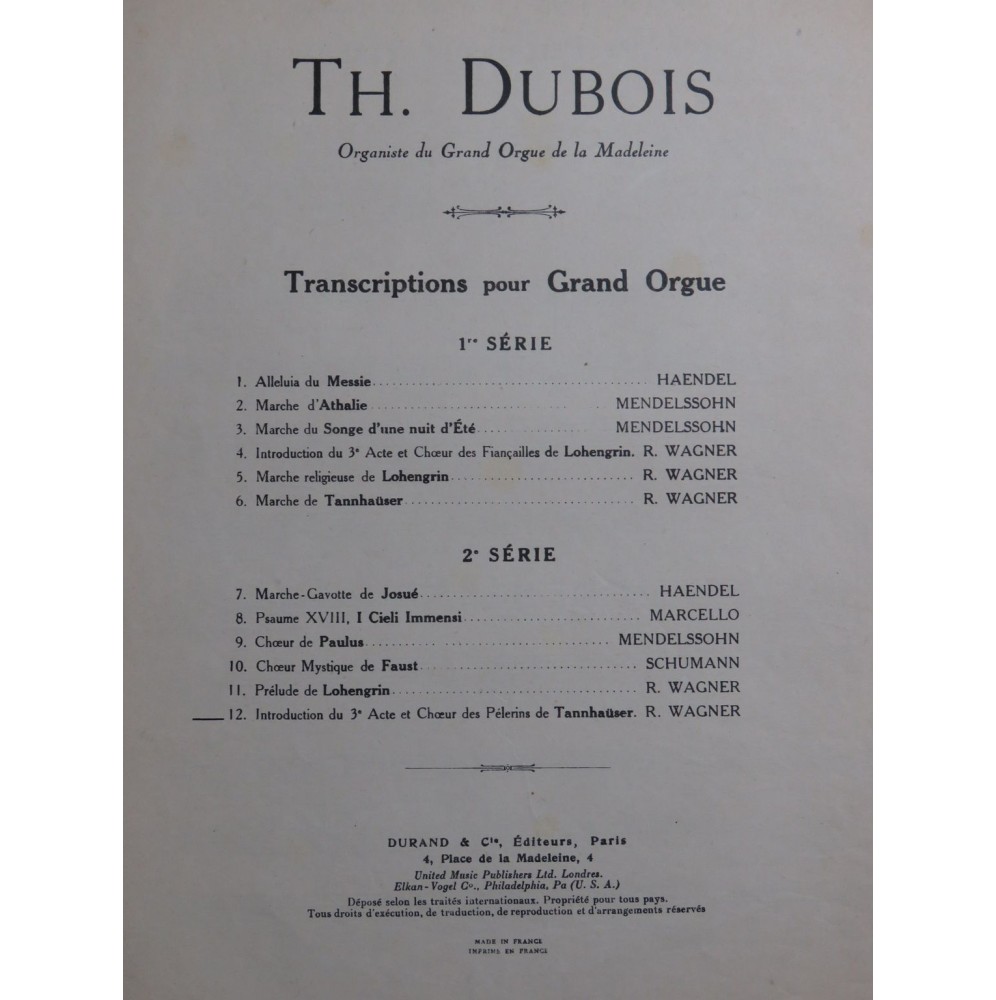 TH. DUBOIS
Organiste du Grand Orgue de la Madeleine
Transcriptions pour Grand Orgue
1re SÉRIE
1. Alleluia du Messie HAENDEL
2. Marche d'Athalie MENDELSSOHN
3. Marche du Songe d'une nuit d'Été MENDELSSOHN
4. Introduction du 3e Acte et Chœur des Fiançailles de Lohengrin. R. WAGNER
5. Marche religieuse de Lohengrin R. WAGNER
6. Marche de Tannhaüser R. WAGNER
2e SÉRIE
7. Marche-Gavotte de Josué HAENDEL
8. Psaume XVIII, I Cieli Immensi MARCELLO
9. Chœur de Paulus MENDELSSOHN
10. Chœur Mystique de Faust SCHUMANN
11. Prélude de Lohengrin R. WAGNER
12. Introduction du 3e Acte et Chœur des Pélerins de Tannhaüser. R. WAGNER
DURAND & Cie, Éditeurs, Paris
4, Place de la Madeleine, 4
United Music Publishers Ltd. Londres.
Elkan-Vogel Co., Philadelphia, Pa (U. S. A.)
Déposé selon les traités internationaux. Propriété pour tous pays.
Tous droits d'exécution, de traduction, de reproduction et d'arrangements réservés
MADE IN FRANCE
IMPRIMÉ EN FRANCE